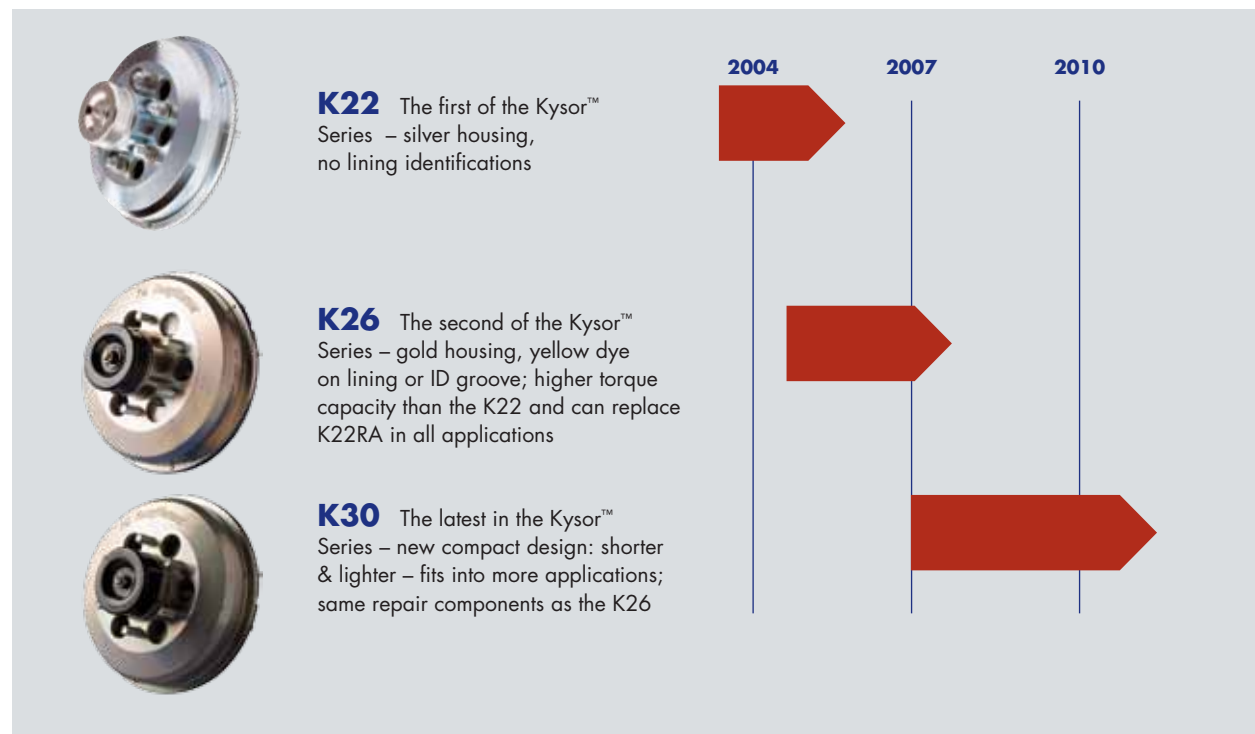 2004 2007 2010
K22 The first of the Kysor™
Series – silver housing,
no lining identifications
K26 The second of the Kysor™
Series – gold housing, yellow dye
on lining or ID groove; higher torque
capacity than the K22 and can replace
K22RA in all applications
K30 The latest in the Kysor™
Series – new compact design: shorter
& lighter – fits into more applications;
same repair components as the K26